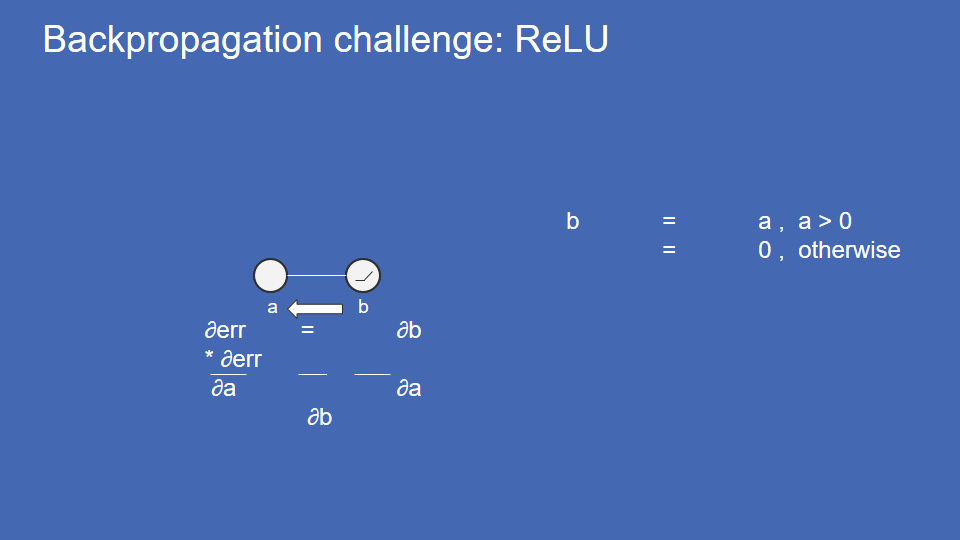 Backpropagation challenge: ReLU
b = a , a > 0
= 0 , otherwise
a b
∂err = ∂b
* ∂err
∂a ∂a
∂b